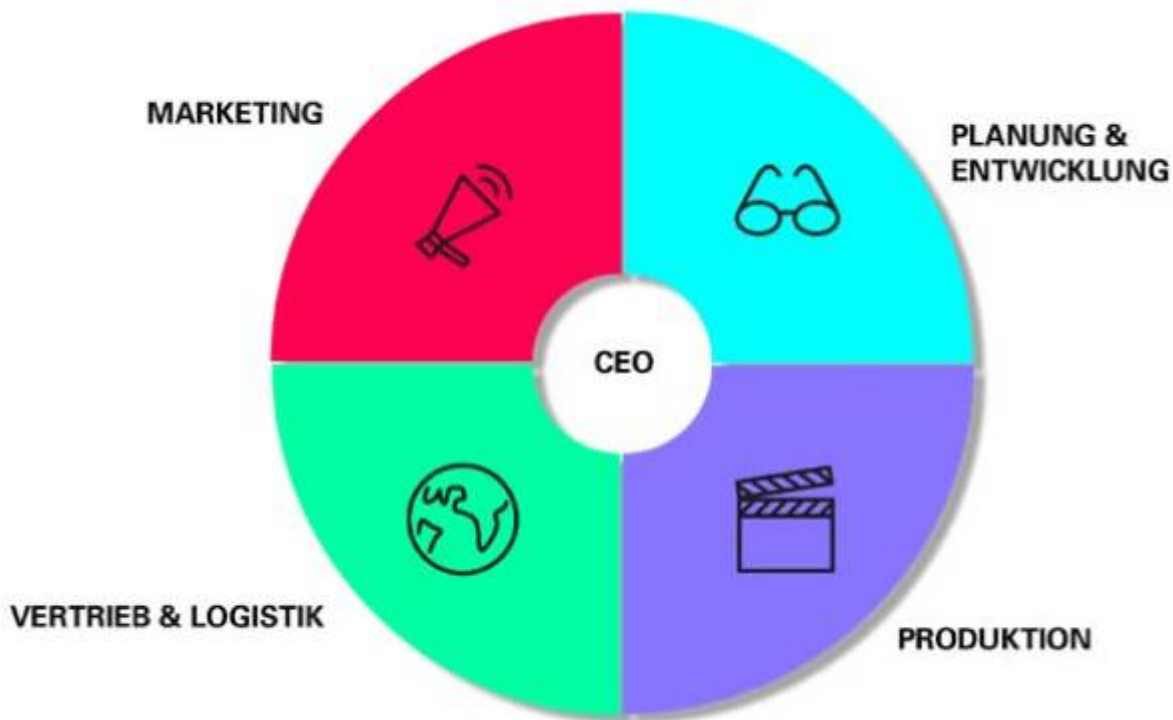 MARKETING
PLANUNG &
ENTWICKLUNG
CEO
VERTRIEB & LOGISTIK
PRODUKTION